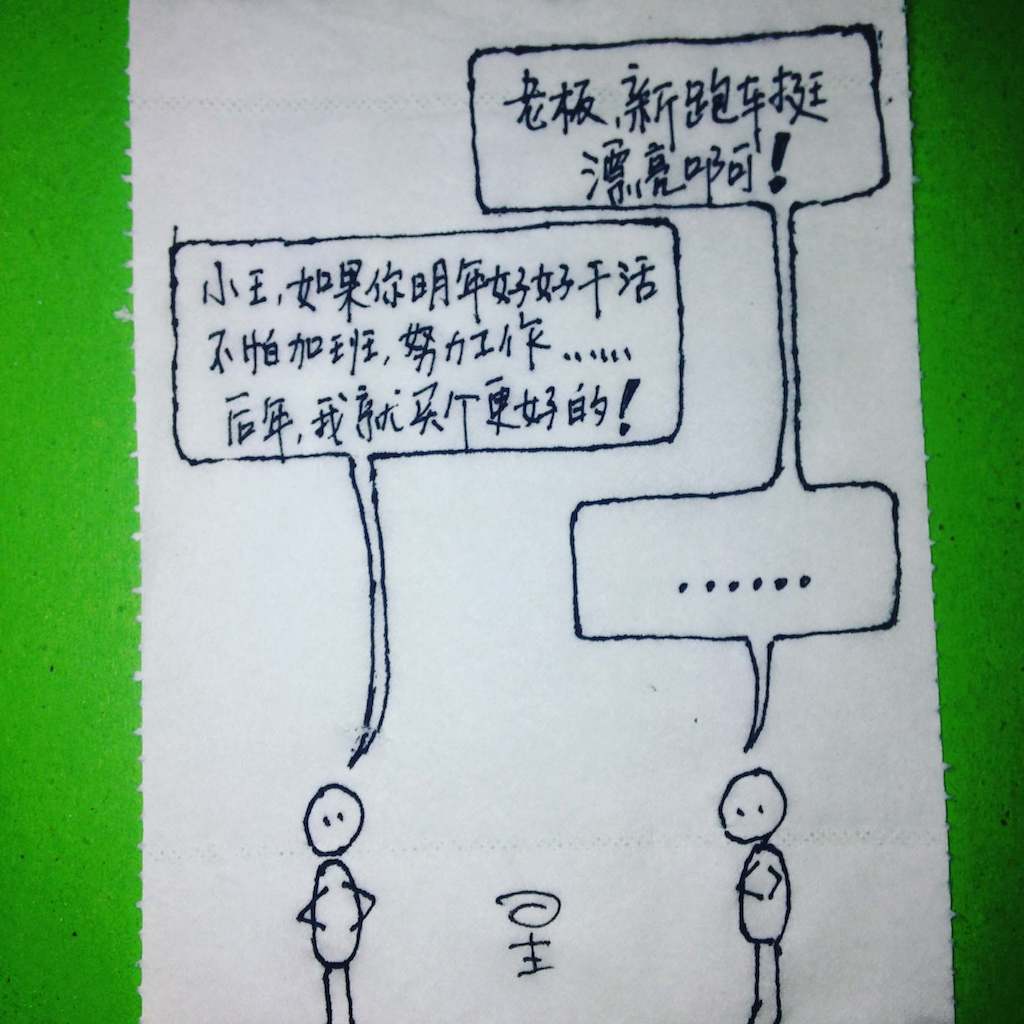 老板,新跑车挺
漂亮啊!
小王,如果你明年好好干活
不怕加班,努力工作……
后年,我就买个更好的!
……